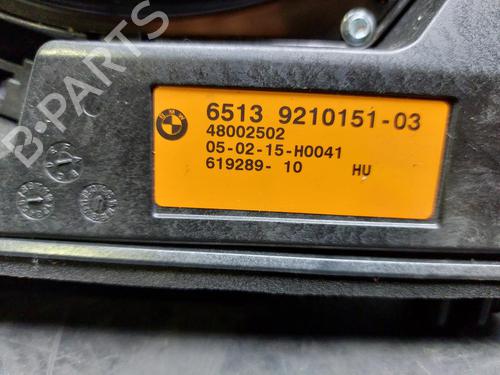 6513 9210151-03
48002502
05-02-15-H0041
619289- 10 HU
B-PARTS